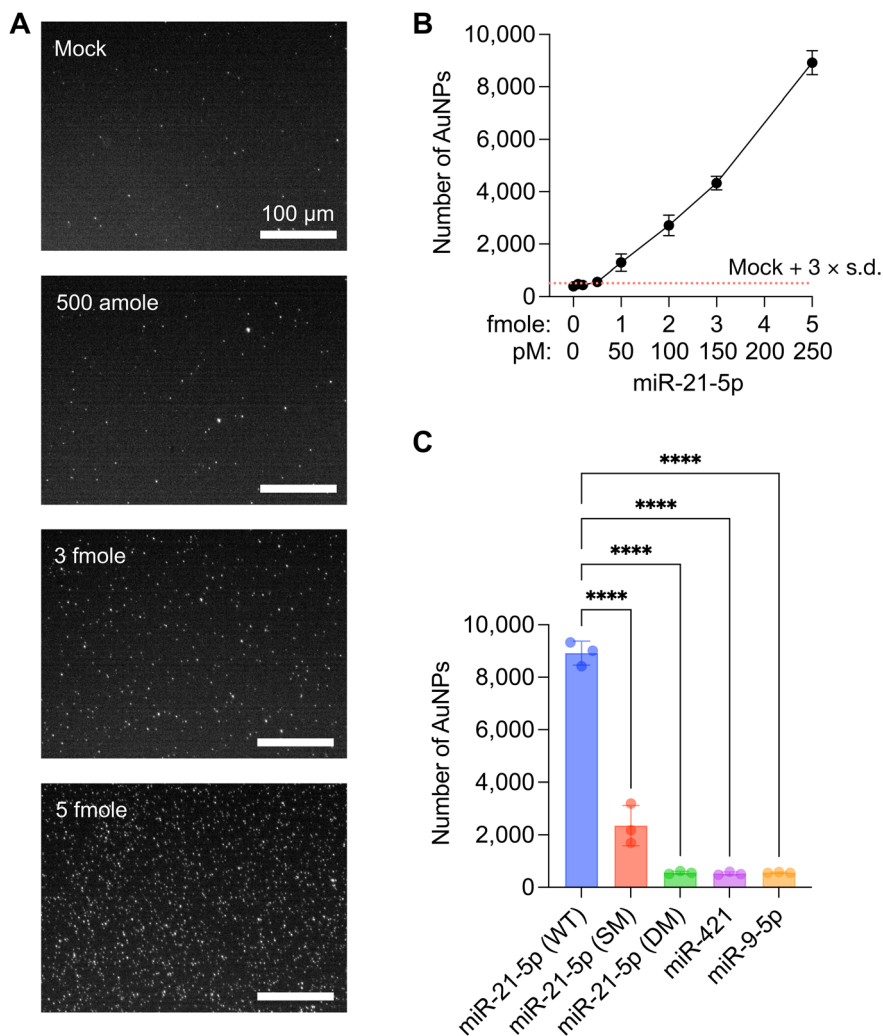 A
Mock
100 µm
500 amole
3 fmole
5 fmole
B
Number of AuNPs
10,000
8,000
6,000
4,000
2,000
0
Mock + 3 × s.d.
fmole: 0 1 2 3 4 5
pM: 0 50 100 150 200 250
miR-21-5p
C
****
****
****
****
Number of AuNPs
10,000
8,000
6,000
4,000
2,000
0
miR-21-5p (WT)
miR-21-5p (SM)
miR-21-5p (DM)
miR-421
miR-9-5p